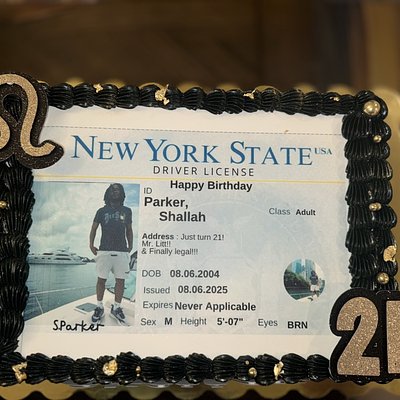 NEW YORK STATE USA
DRIVER LICENSE
ID Happy Birthday
Parker,
Shallah
Class Adult
Address : Just turn 21!
Mr. Litt!!
& Finally legal!!!
DOB 08.06.2004
Issued 08.06.2025
Expires Never Applicable
Sex M Height 5'-07" Eyes BRN
SParker
21